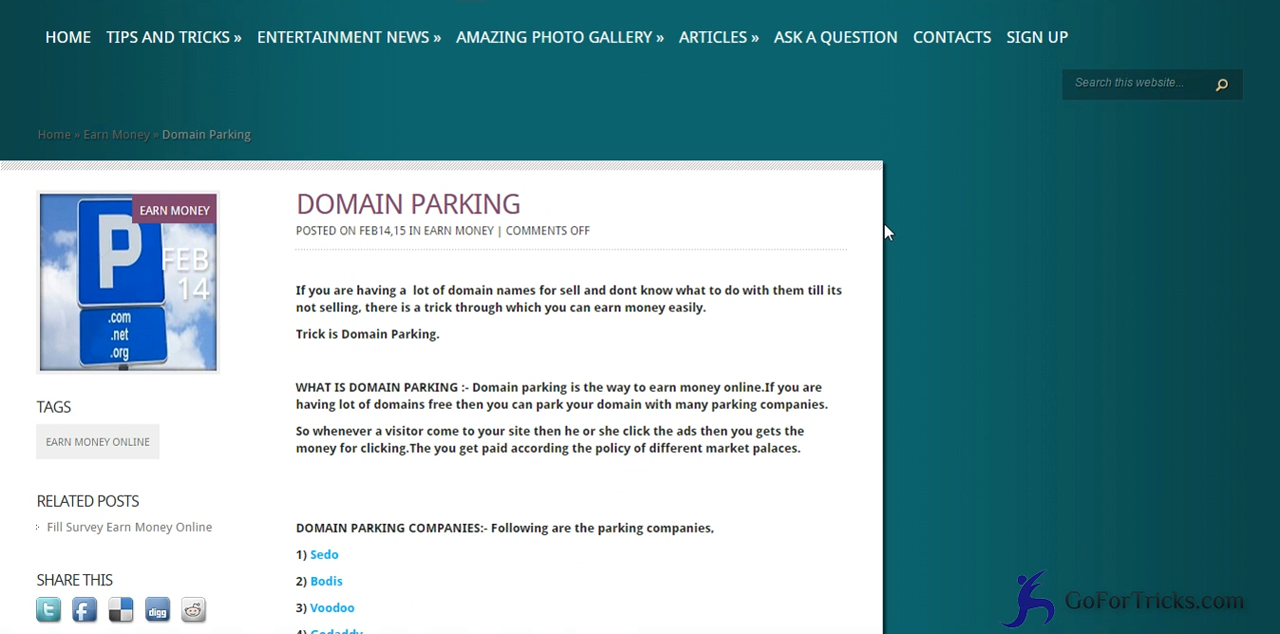 HOME TIPS AND TRICKS » ENTERTAINMENT NEWS » AMAZING PHOTO GALLERY » ARTICLES » ASK A QUESTION CONTACTS SIGN UP
Search this website...
Home » Earn Money » Domain Parking
EARN MONEY
FEB
14
P
.com
.net
.org
TAGS
EARN MONEY ONLINE
RELATED POSTS
Fill Survey Earn Money Online
SHARE THIS
t f digg
DOMAIN PARKING
POSTED ON FEB14,15 IN EARN MONEY | COMMENTS OFF
If you are having a lot of domain names for sell and dont know what to do with them till its
not selling, there is a trick through which you can earn money easily.
Trick is Domain Parking.
WHAT IS DOMAIN PARKING :- Domain parking is the way to earn money online.If you are
having lot of domains free then you can park your domain with many parking companies.
So whenever a visitor come to your site then he or she click the ads then you gets the
money for clicking.The you get paid according the policy of different market palaces.
DOMAIN PARKING COMPANIES:- Following are the parking companies,
1) Sedo
2) Bodis
3) Voodoo
4) Godaddy
GoForTricks.com